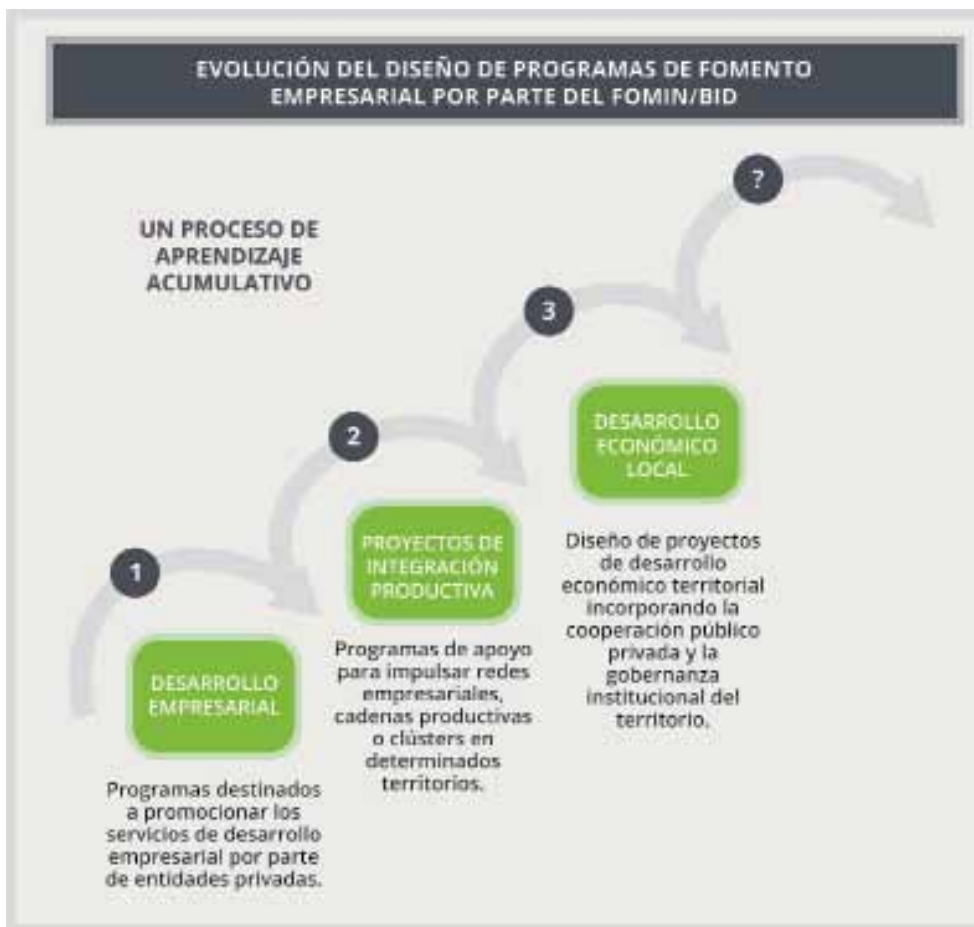 EVOLUCIÓN DEL DISEÑO DE PROGRAMAS DE FOMENTO
EMPRESARIAL POR PARTE DEL FOMIN/BID
UN PROCESO DE
APRENDIZAJE
ACUMULATIVO
1
DESARROLLO
EMPRESARIAL
Programas destinados
a promocionar los
servicios de desarrollo
empresarial por parte
de entidades privadas.
2
PROYECTOS DE
INTEGRACIÓN
PRODUCTIVA
Programas de apoyo
para impulsar redes
empresariales,
cadenas productivas
o clústers en
determinados
territorios.
3
DESARROLLO
ECONÓMICO
LOCAL
Diseño de proyectos
de desarrollo
económico territorial
incorporando la
cooperación público
privada y la
gobernanza
institucional del
territorio.
?